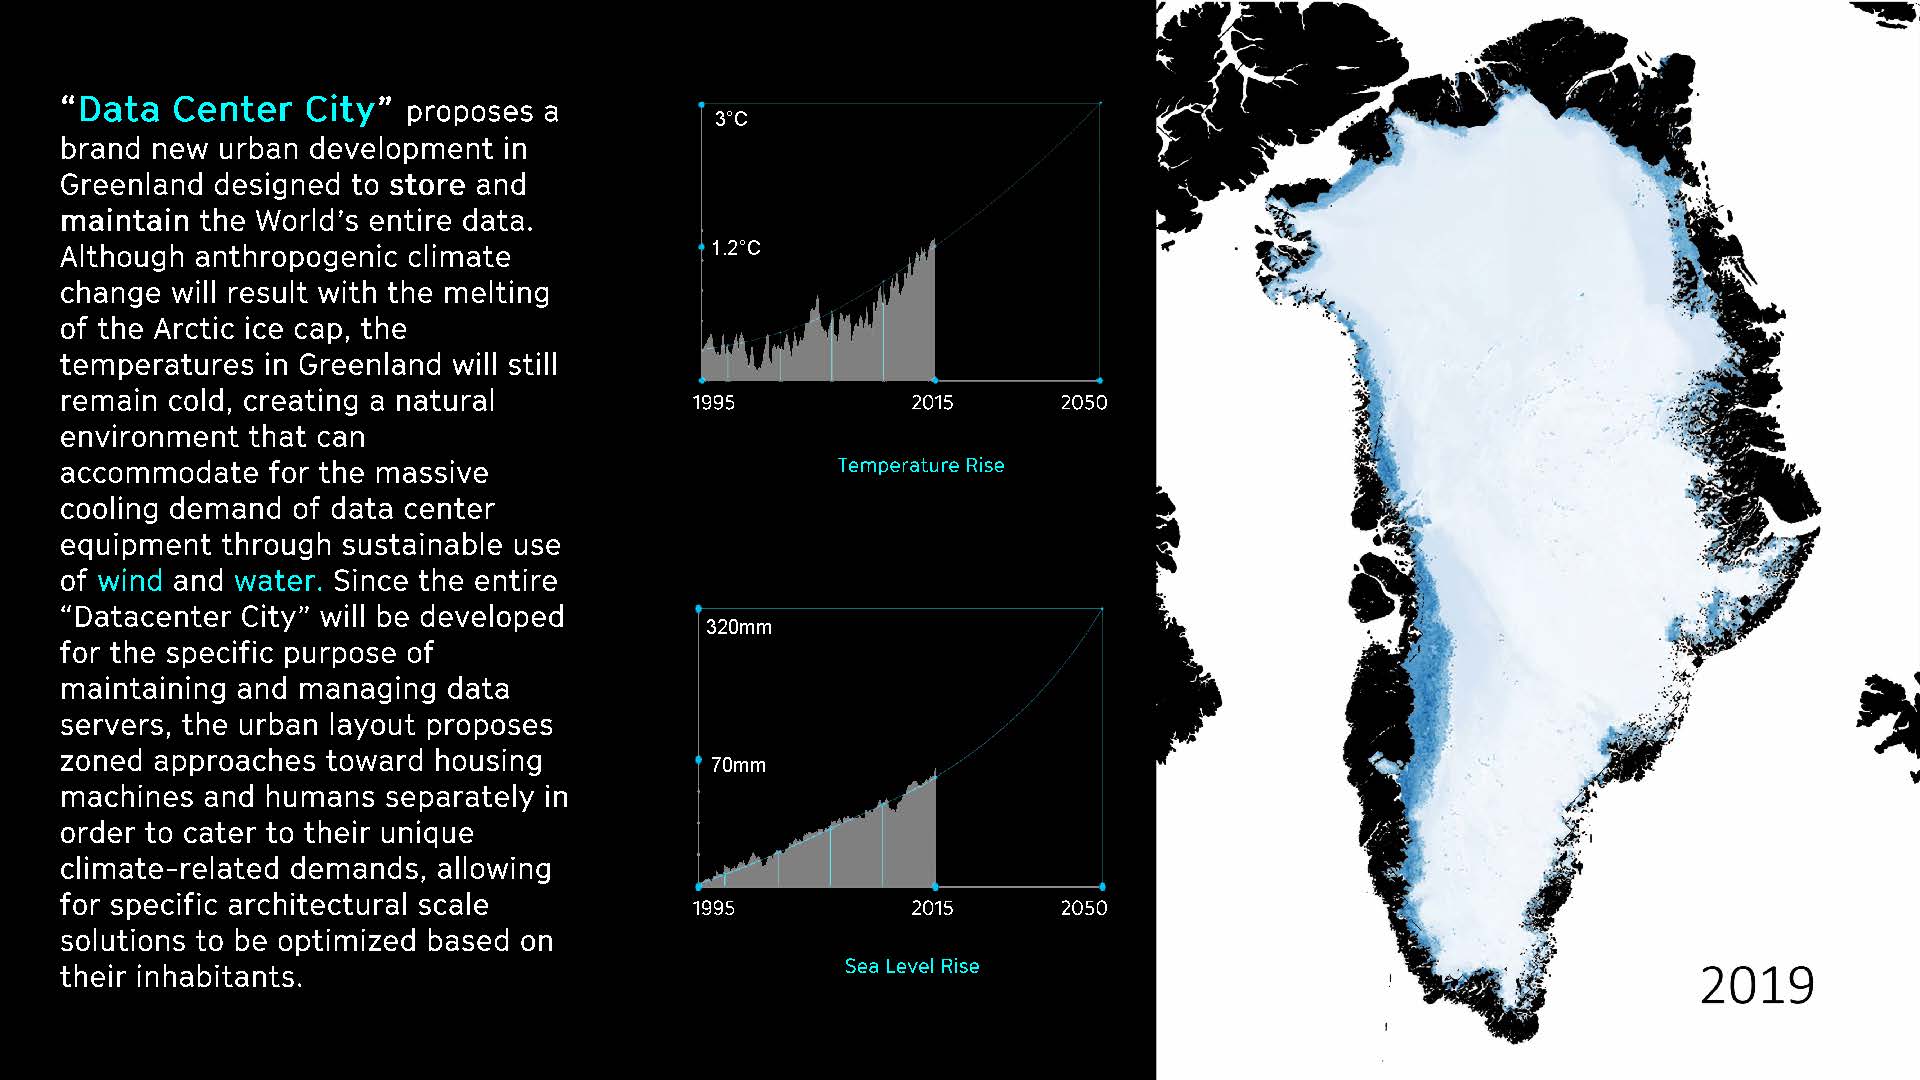 “Data Center City” proposes a
brand new urban development in
Greenland designed to store and
maintain the World’s entire data.
Although anthropogenic climate
change will result with the melting
of the Arctic ice cap, the
temperatures in Greenland will still
remain cold, creating a natural
environment that can
accommodate for the massive
cooling demand of data center
equipment through sustainable use
of wind and water. Since the entire
“Datacenter City” will be developed
for the specific purpose of
maintaining and managing data
servers, the urban layout proposes
zoned approaches toward housing
machines and humans separately in
order to cater to their unique
climate-related demands, allowing
for specific architectural scale
solutions to be optimized based on
their inhabitants.
3°C
1.2°C
1995 2015 2050
Temperature Rise
320mm
70mm
1995 2015 2050
Sea Level Rise
2019